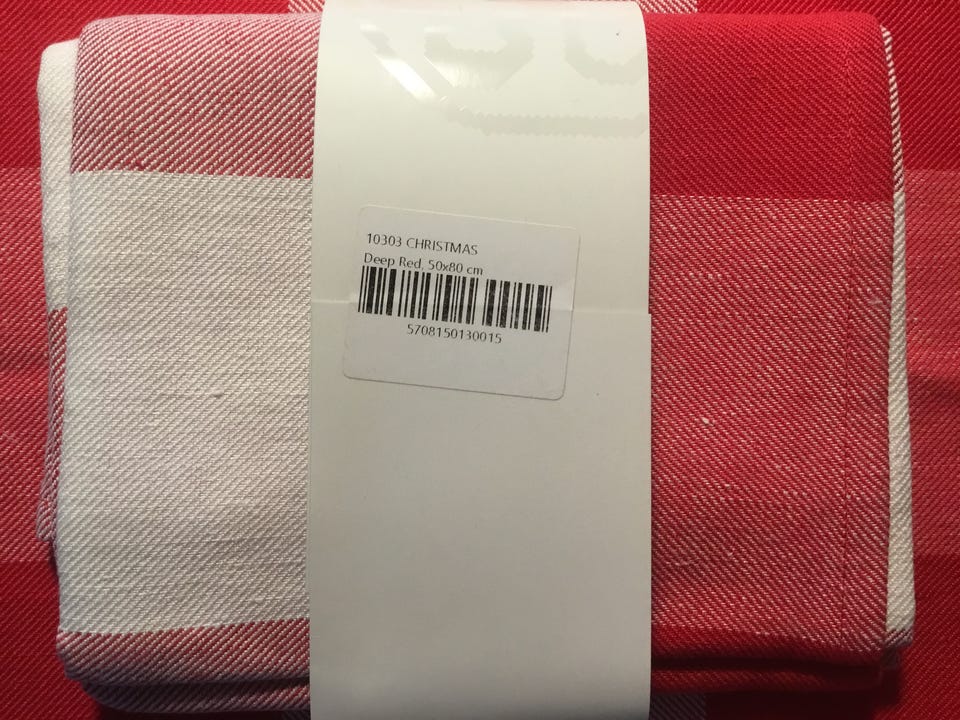 10303 CHRISTMAS
Deep Red, 50x80 cm
5708150130015